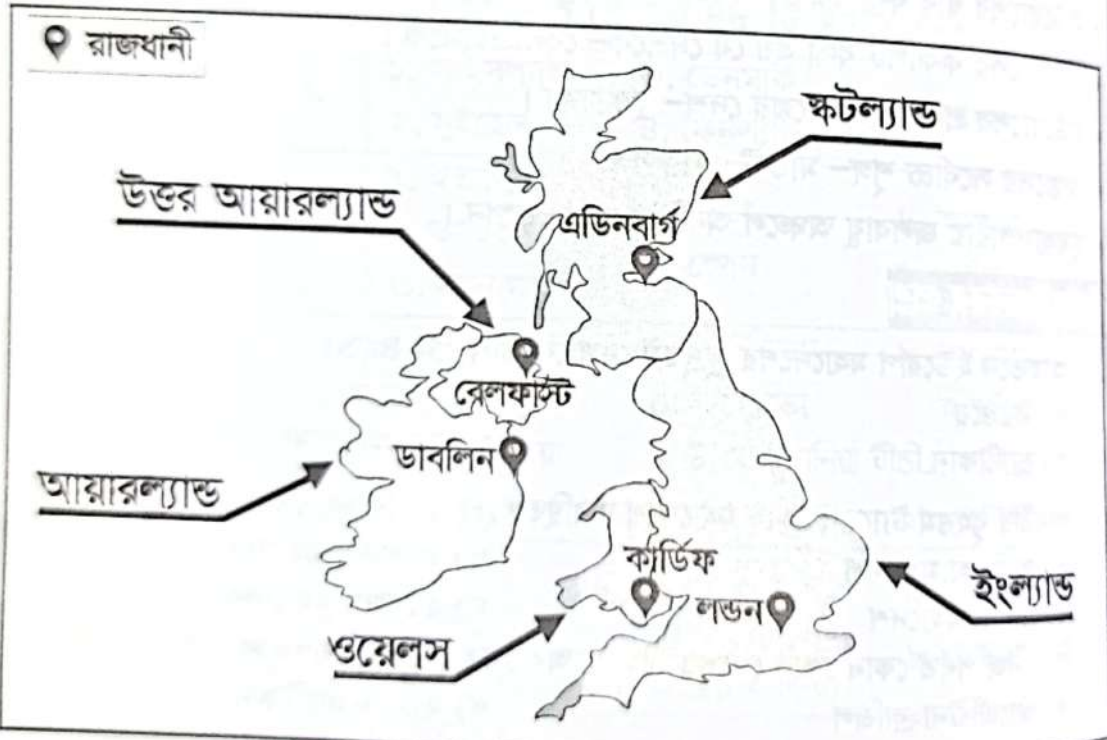 রাজধানী
স্কটল্যান্ড
উত্তর আয়ারল্যান্ড
এডিনবার্গ
বেলফাস্ট
ডাবলিন
আয়ারল্যান্ড
কার্ডিফ
লন্ডন
ইংল্যান্ড
ওয়েলস